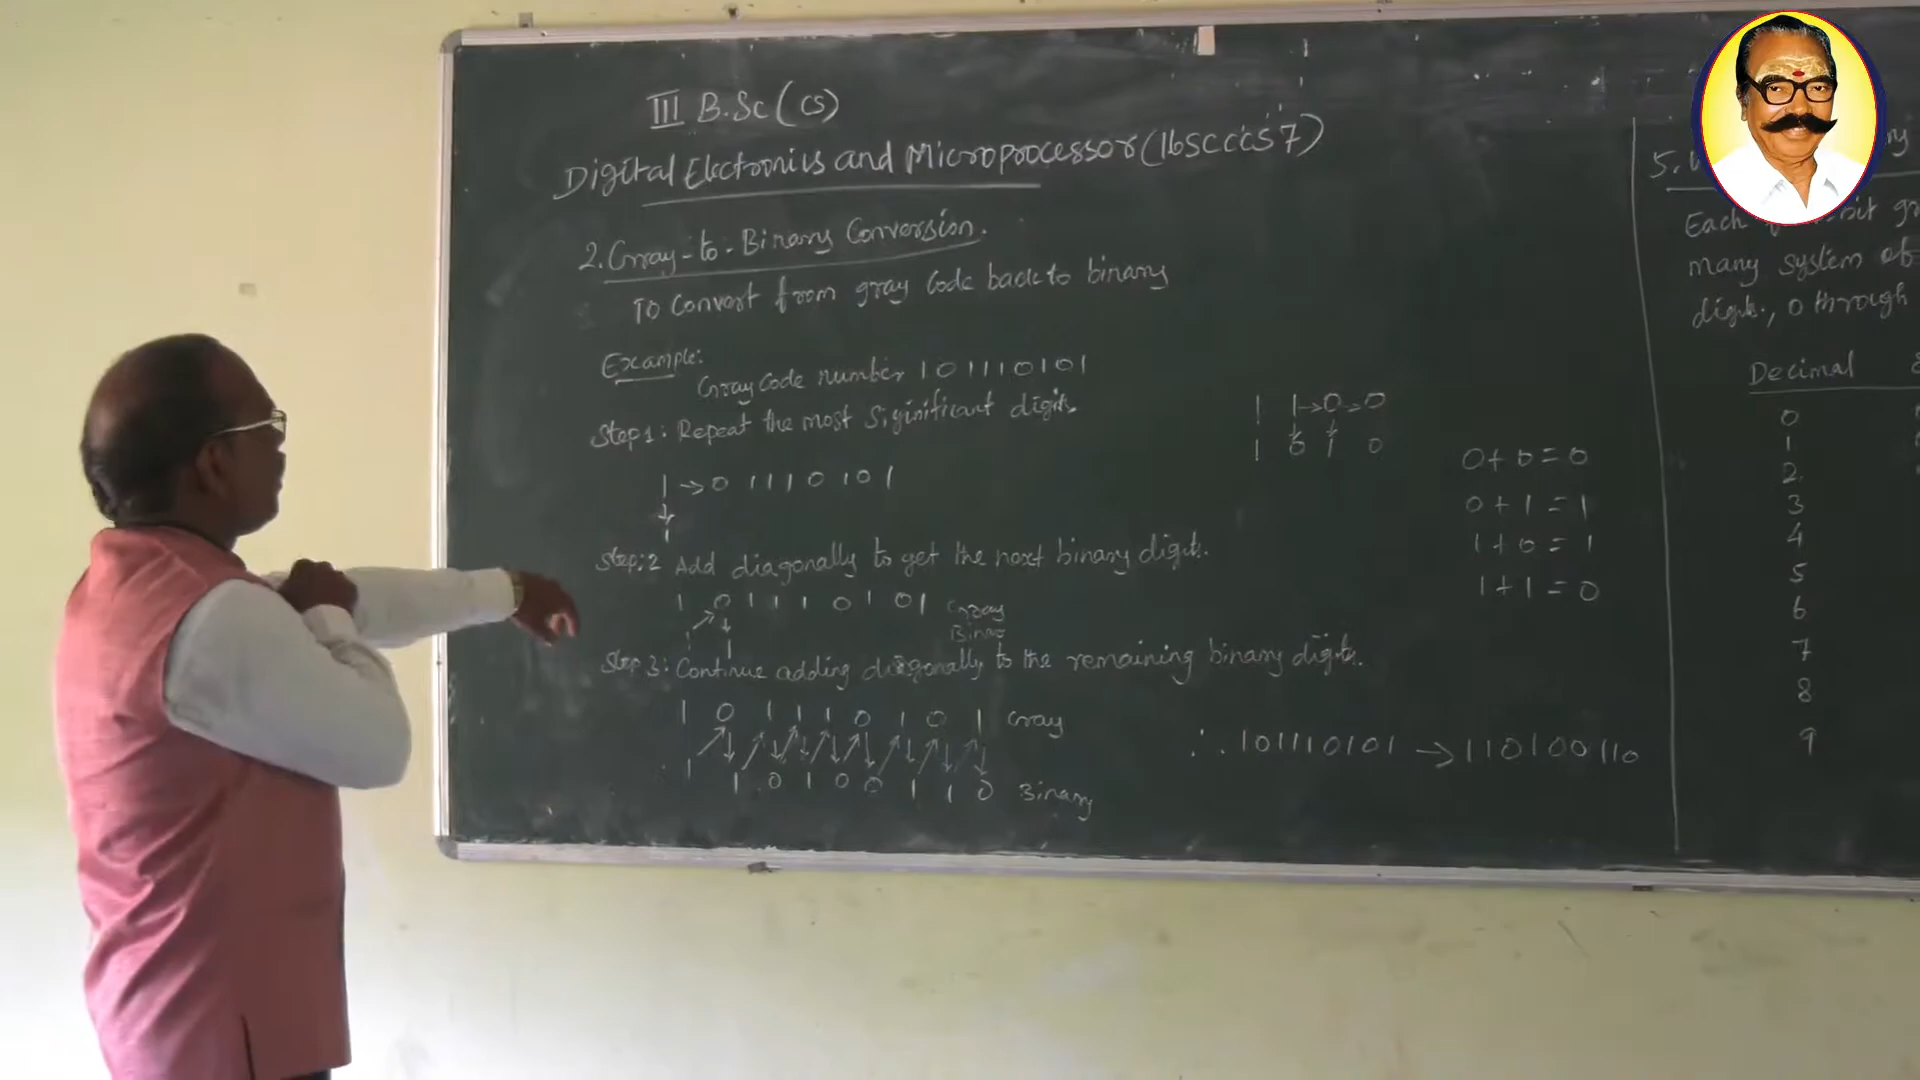 III B.Sc (CS)
Digital Electronics and Microprocessor (16SCCCS7)
2. Gray-to-Binary Conversion.
To Convert from gray Code back to binary
Example:
Gray Code number 101110101
Step1: Repeat the most Siginificant digit.
1 → 0 1 1 1 0 1 0 1
↓
1
Step:2 Add diagonally to get the next binary digit.
1 0 1 1 1 0 1 0 1 Gray
1 1 Binar
Step 3: Continue adding diagonally to the remaining binary digits.
1 0 1 1 1 0 1 0 1 Gray
1 1 0 1 0 0 1 1 0 Binary
1 1→0-0
1 0 1 0
0+0=0
0+1=1
1+0=1
1+1=0
∴ 101110101 → 110100110
5.
Each bit
many system of
digit., 0 through
Decimal
0
1
2
3
4
5
6
7
8
9